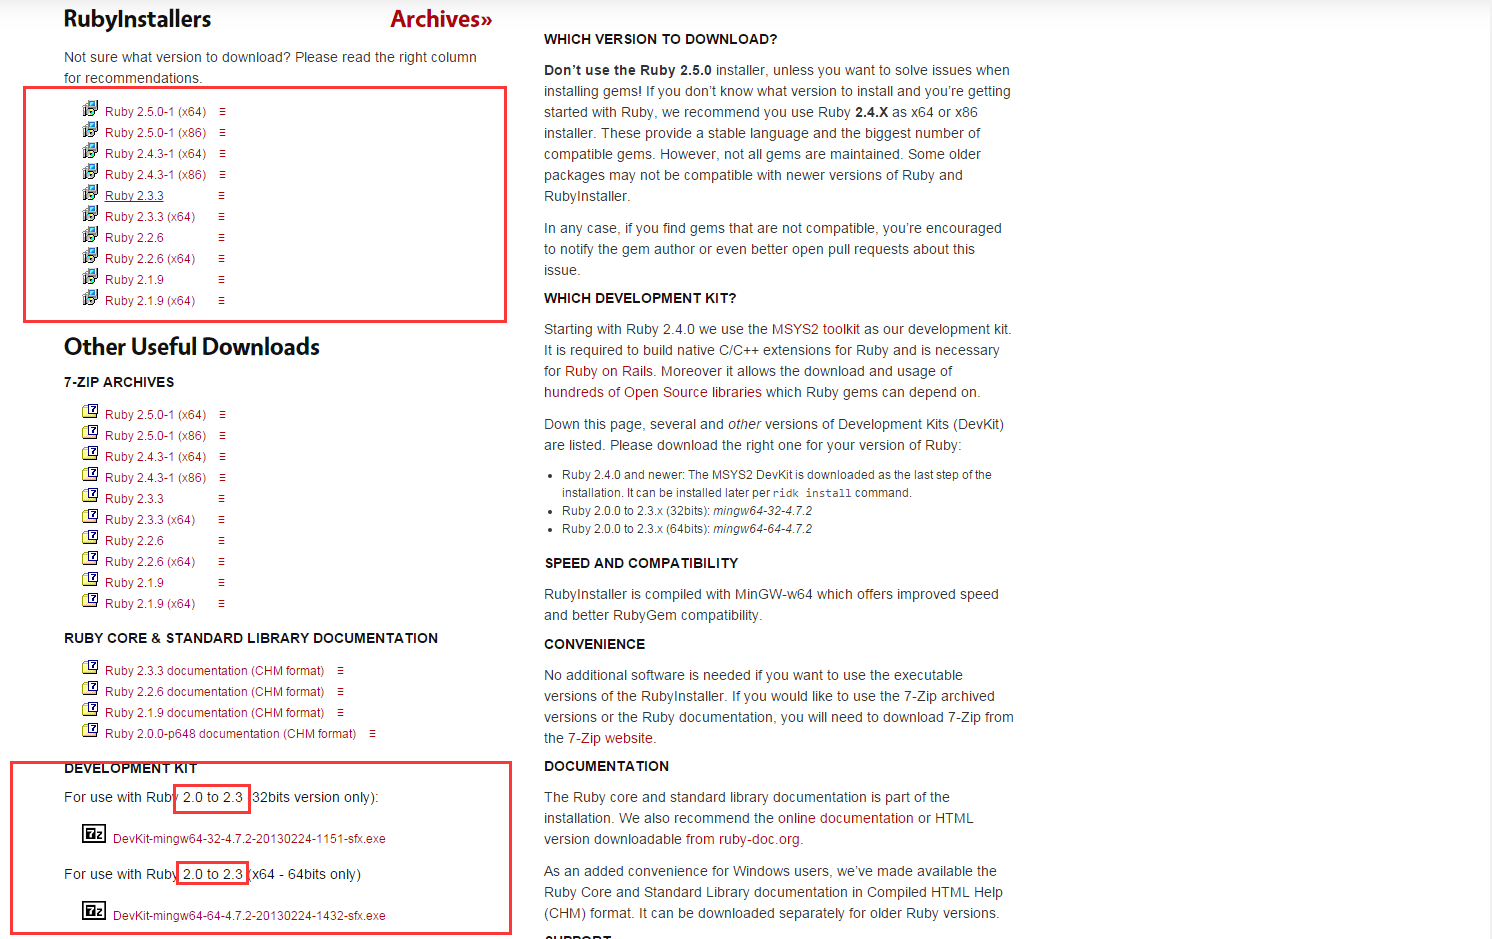 RubyInstallers
Archives»
Not sure what version to download? Please read the right column
for recommendations.
Ruby 2.5.0-1 (x64)
Ruby 2.5.0-1 (x86)
Ruby 2.4.3-1 (x64)
Ruby 2.4.3-1 (x86)
Ruby 2.3.3
Ruby 2.3.3 (x64)
Ruby 2.2.6
Ruby 2.2.6 (x64)
Ruby 2.1.9
Ruby 2.1.9 (x64)
Other Useful Downloads
7-ZIP ARCHIVES
Ruby 2.5.0-1 (x64)
Ruby 2.5.0-1 (x86)
Ruby 2.4.3-1 (x64)
Ruby 2.4.3-1 (x86)
Ruby 2.3.3
Ruby 2.3.3 (x64)
Ruby 2.2.6
Ruby 2.2.6 (x64)
Ruby 2.1.9
Ruby 2.1.9 (x64)
RUBY CORE & STANDARD LIBRARY DOCUMENTATION
Ruby 2.3.3 documentation (CHM format)
Ruby 2.2.6 documentation (CHM format)
Ruby 2.1.9 documentation (CHM format)
Ruby 2.0.0-p648 documentation (CHM format)
DEVELOPMENT KIT
For use with Ruby 2.0 to 2.3 (32bits version only):
DevKit-mingw64-32-4.7.2-20130224-1151-sfx.exe
For use with Ruby 2.0 to 2.3 (x64 - 64bits only)
DevKit-mingw64-64-4.7.2-20130224-1432-sfx.exe
WHICH VERSION TO DOWNLOAD?
Don’t use the Ruby 2.5.0 installer, unless you want to solve issues when
installing gems! If you don’t know what version to install and you’re getting
started with Ruby, we recommend you use Ruby 2.4.X as x64 or x86
installer. These provide a stable language and the biggest number of
compatible gems. However, not all gems are maintained. Some older
packages may not be compatible with newer versions of Ruby and
RubyInstaller.
In any case, if you find gems that are not compatible, you’re encouraged
to notify the gem author or even better open pull requests about this
issue.
WHICH DEVELOPMENT KIT?
Starting with Ruby 2.4.0 we use the MSYS2 toolkit as our development kit.
It is required to build native C/C++ extensions for Ruby and is necessary
for Ruby on Rails. Moreover it allows the download and usage of
hundreds of Open Source libraries which Ruby gems can depend on.
Down this page, several and other versions of Development Kits (DevKit)
are listed. Please download the right one for your version of Ruby:
• Ruby 2.4.0 and newer: The MSYS2 DevKit is downloaded as the last step of the
installation. It can be installed later per ridk install command.
• Ruby 2.0.0 to 2.3.x (32bits): mingw64-32-4.7.2
• Ruby 2.0.0 to 2.3.x (64bits): mingw64-64-4.7.2
SPEED AND COMPATIBILITY
RubyInstaller is compiled with MinGW-w64 which offers improved speed
and better RubyGem compatibility.
CONVENIENCE
No additional software is needed if you want to use the executable
versions of the RubyInstaller. If you would like to use the 7-Zip archived
versions or the Ruby documentation, you will need to download 7-Zip from
the 7-Zip website.
DOCUMENTATION
The Ruby core and standard library documentation is part of the
installation. We also recommend the online documentation or HTML
version downloadable from ruby-doc.org.
As an added convenience for Windows users, we’ve made available the
Ruby Core and Standard Library documentation in Compiled HTML Help
(CHM) format. It can be downloaded separately for older Ruby versions.
SUPPORT